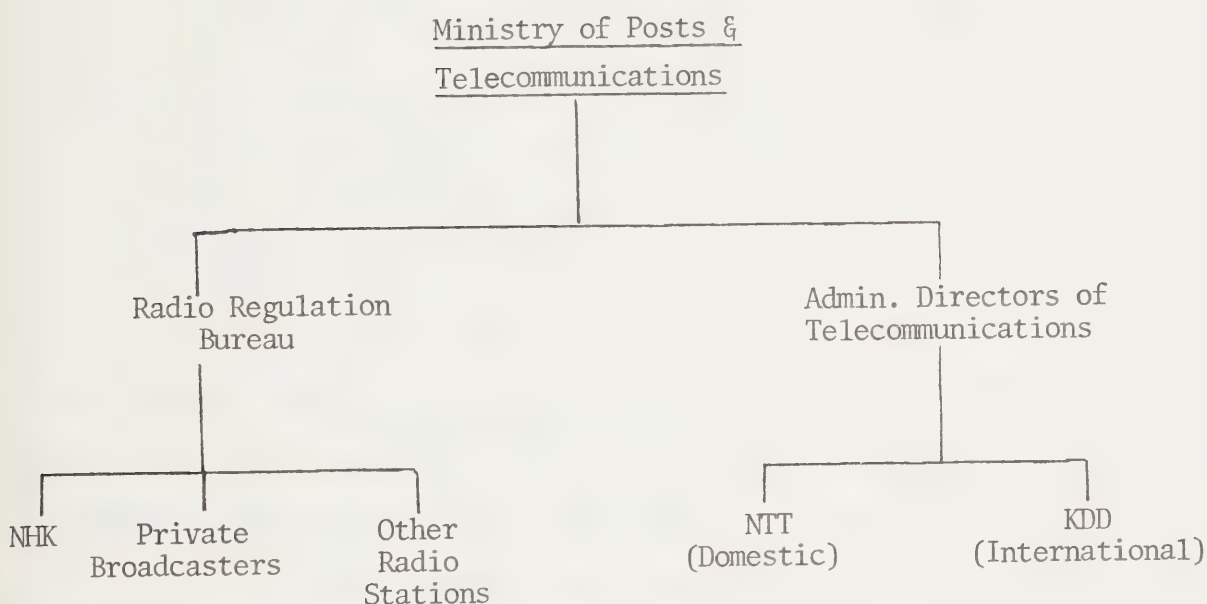 Ministry of Posts &
Telecommunications
Radio Regulation
Bureau
Admin. Directors of
Telecommunications
NHK
Private
Broadcasters
Other
Radio
Stations
NTT
(Domestic)
KDD
(International)